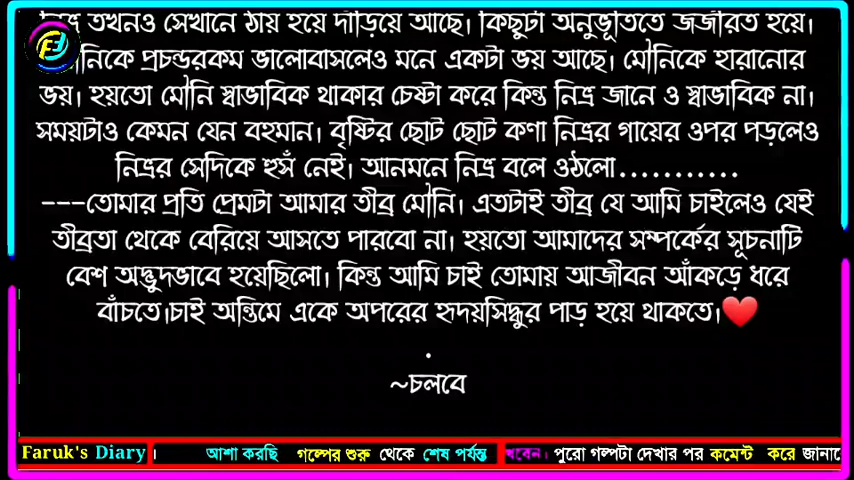 তখনও সেখানে ঠায় হয়ে দাঁড়িয়ে আছে। কিছুটা অনুভূতিতে জর্জরিত হয়ে।
প্রচন্ডরকম ভালোবাসলেও মনে একটা ভয় আছে। মৌনিকে হারানোর
ভয়। হয়তো মৌনি স্বাভাবিক থাকার চেষ্টা করে কিন্ত নিভ্র জানে ও স্বাভাবিক না।
সময়টাও কেমন যেন বহমান। বৃষ্টির ছোট ছোট কণা নিভ্রর গায়ের ওপর পড়লেও
নিভ্রর সেদিকে হুসঁ নেই। আনমনে নিভ্র বলে ওঠলো...........
---তোমার প্রতি প্রেমটা আমার তীব্র মৌনি। এতটাই তীব্র যে আমি চাইলেও যেই
তীব্রতা থেকে বেরিয়ে আসতে পারবো না। হয়তো আমাদের সম্পর্কের সূচনাটি
বেশ অদ্ভুদভাবে হয়েছিলো। কিন্ত আমি চাই তোমায় আজীবন আঁকড়ে ধরে
বাঁচতে।চাই অন্তিমে একে অপরের হৃদয়সিদ্ধুর পাড় হয়ে থাকতে।❤️
.
~চলবে
Faruk's Diary । আশা করছি গল্পের শুরু থেকে শেষ পর্যন্ত খবেন। পুরো গল্পটা দেখার পর কমেন্ট করে জানাে